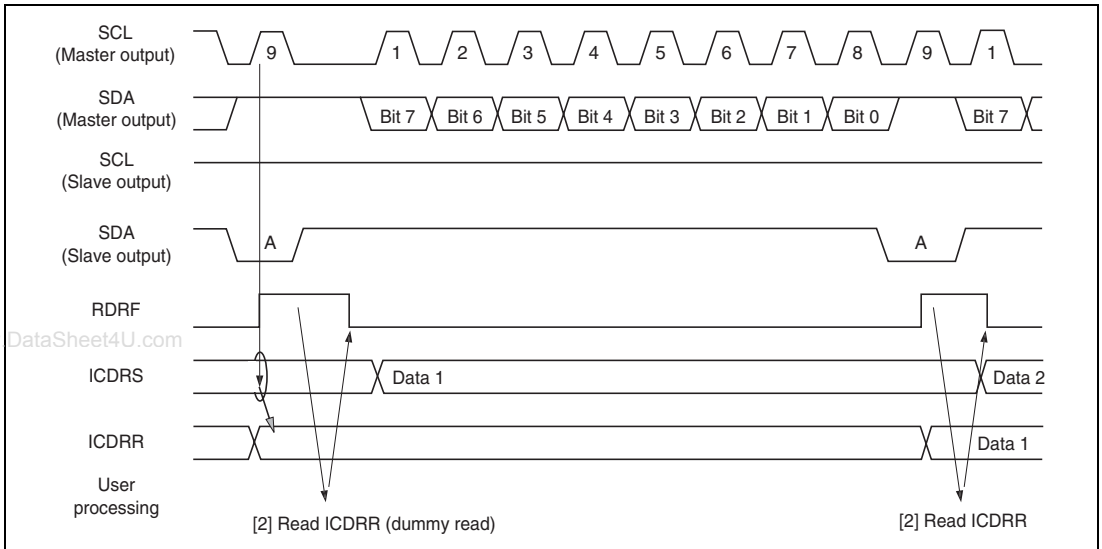 SCL
(Master output)
9 1 2 3 4 5 6 7 8 9 1
SDA
(Master output)
Bit 7 Bit 6 Bit 5 Bit 4 Bit 3 Bit 2 Bit 1 Bit 0 Bit 7
SCL
(Slave output)
SDA
(Slave output)
A A
RDRF
DataSheet4U.com
ICDRS
Data 1 Data 2
ICDRR
Data 1
User
processing
[2] Read ICDRR (dummy read) [2] Read ICDRR